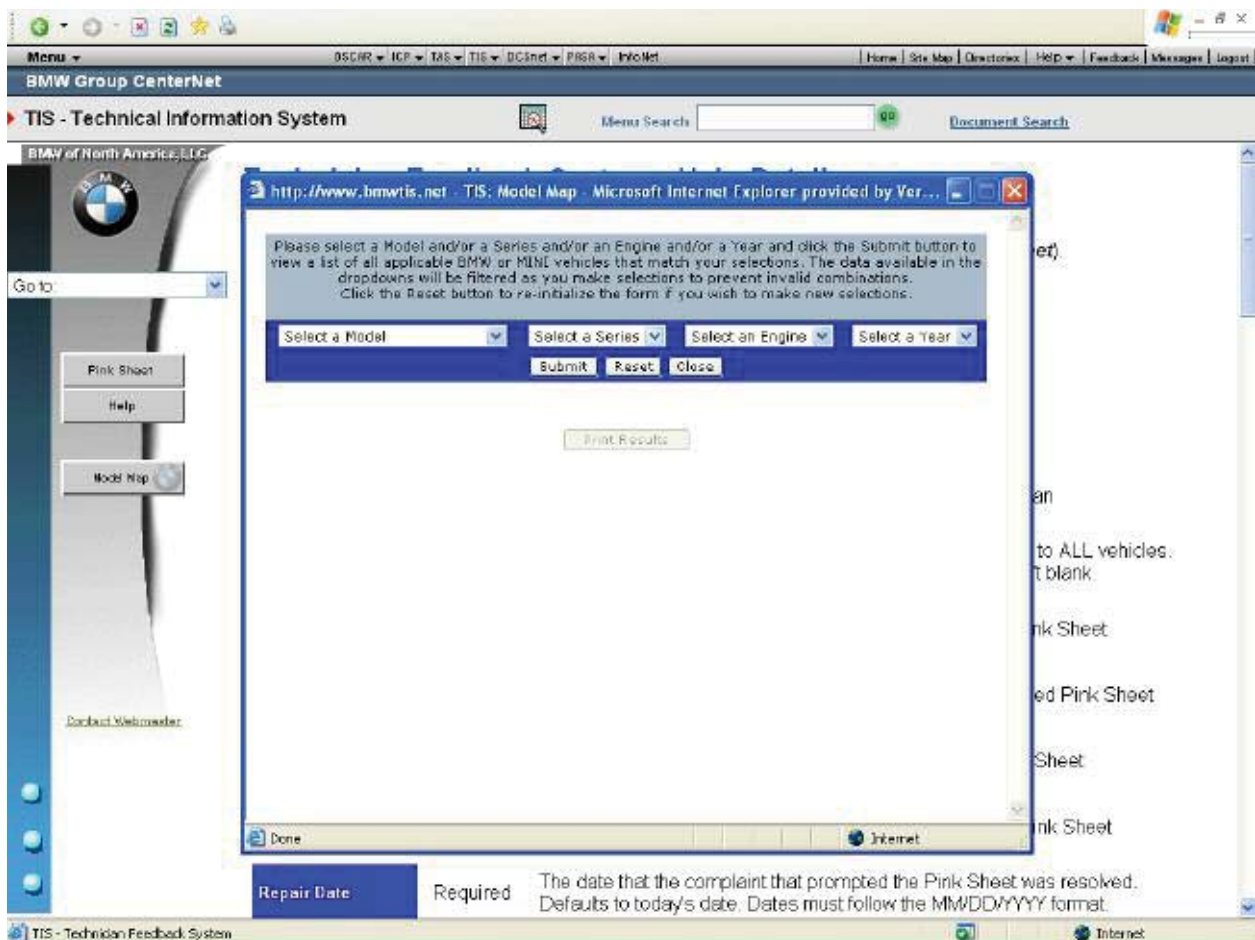 Menu
OSCAR ICP TAS TIS DCSnet PRSA InfoNet
Home | Site Map | Directories | Help | Feedback | Messages | Logout
BMW Group CenterNet
TIS - Technical Information System
Menu Search
go
Document Search
BMW of North America, LLC
BMW
Go to:
Pink Sheet
Help
Model Map
Contact Webmaster
http://www.bmwtis.net - TIS: Model Map - Microsoft Internet Explorer provided by Ver...
Please select a Model and/or a Series and/or an Engine and/or a Year and click the Submit button to
view a list of all applicable BMW or MINI vehicles that match your selections. The data available in the
dropdowns will be filtered as you make selections to prevent invalid combinations.
Click the Reset button to re-initialize the form if you wish to make new selections.
Select a Model
Select a Series
Select an Engine
Select a Year
Submit
Reset
Close
Print Results
et).
an
to ALL vehicles.
t blank
nk Sheet
ed Pink Sheet
Sheet
ink Sheet
Done
Internet
Repair Date
Required
The date that the complaint that prompted the Pink Sheet was resolved.
Defaults to today's date. Dates must follow the MM/DD/YYYY format.
TIS - Technician Feedback System
Internet